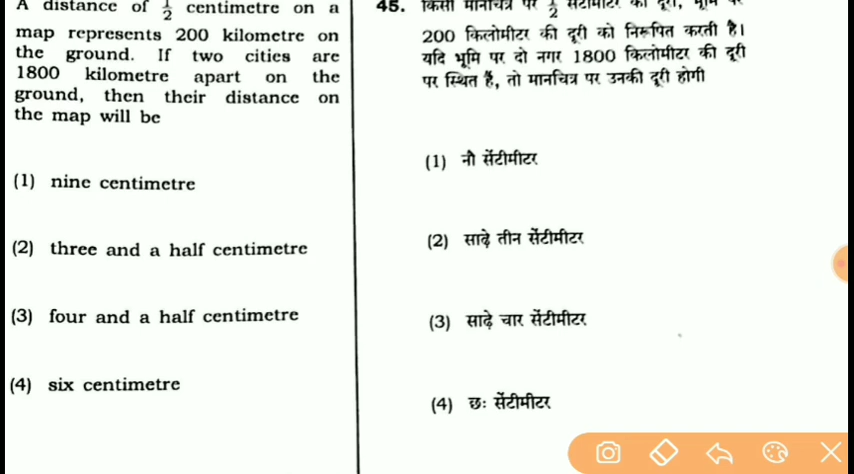 A distance of 1/2 centimetre on a
map represents 200 kilometre on
the ground. If two cities are
1800 kilometre apart on the
ground, then their distance on
the map will be
(1) nine centimetre
(2) three and a half centimetre
(3) four and a half centimetre
(4) six centimetre
45. किसी मानचित्र पर 1/2 सेंटीमीटर की दूरी, भूमि पर
200 किलोमीटर की दूरी को निरूपित करती है।
यदि भूमि पर दो नगर 1800 किलोमीटर की दूरी
पर स्थित हैं, तो मानचित्र पर उनकी दूरी होगी
(1) नौ सेंटीमीटर
(2) साढ़े तीन सेंटीमीटर
(3) साढ़े चार सेंटीमीटर
(4) छः सेंटीमीटर